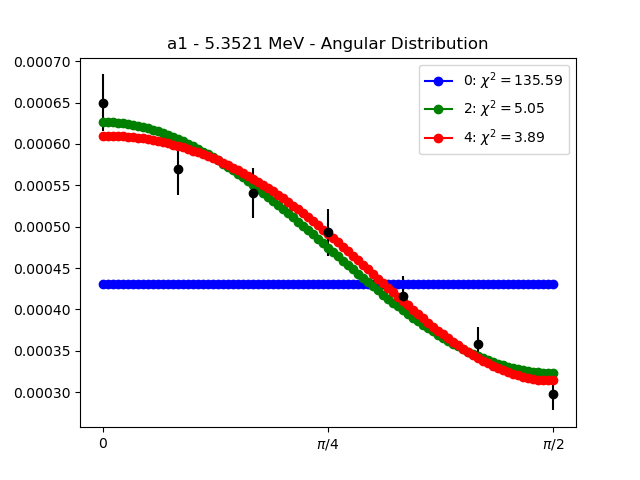 a1 - 5.3521 MeV - Angular Distribution
0.00070
0.00065
0.00060
0.00055
0.00050
0.00045
0.00040
0.00035
0.00030
0: χ² = 135.59
2: χ² = 5.05
4: χ² = 3.89
0
π/4
π/2